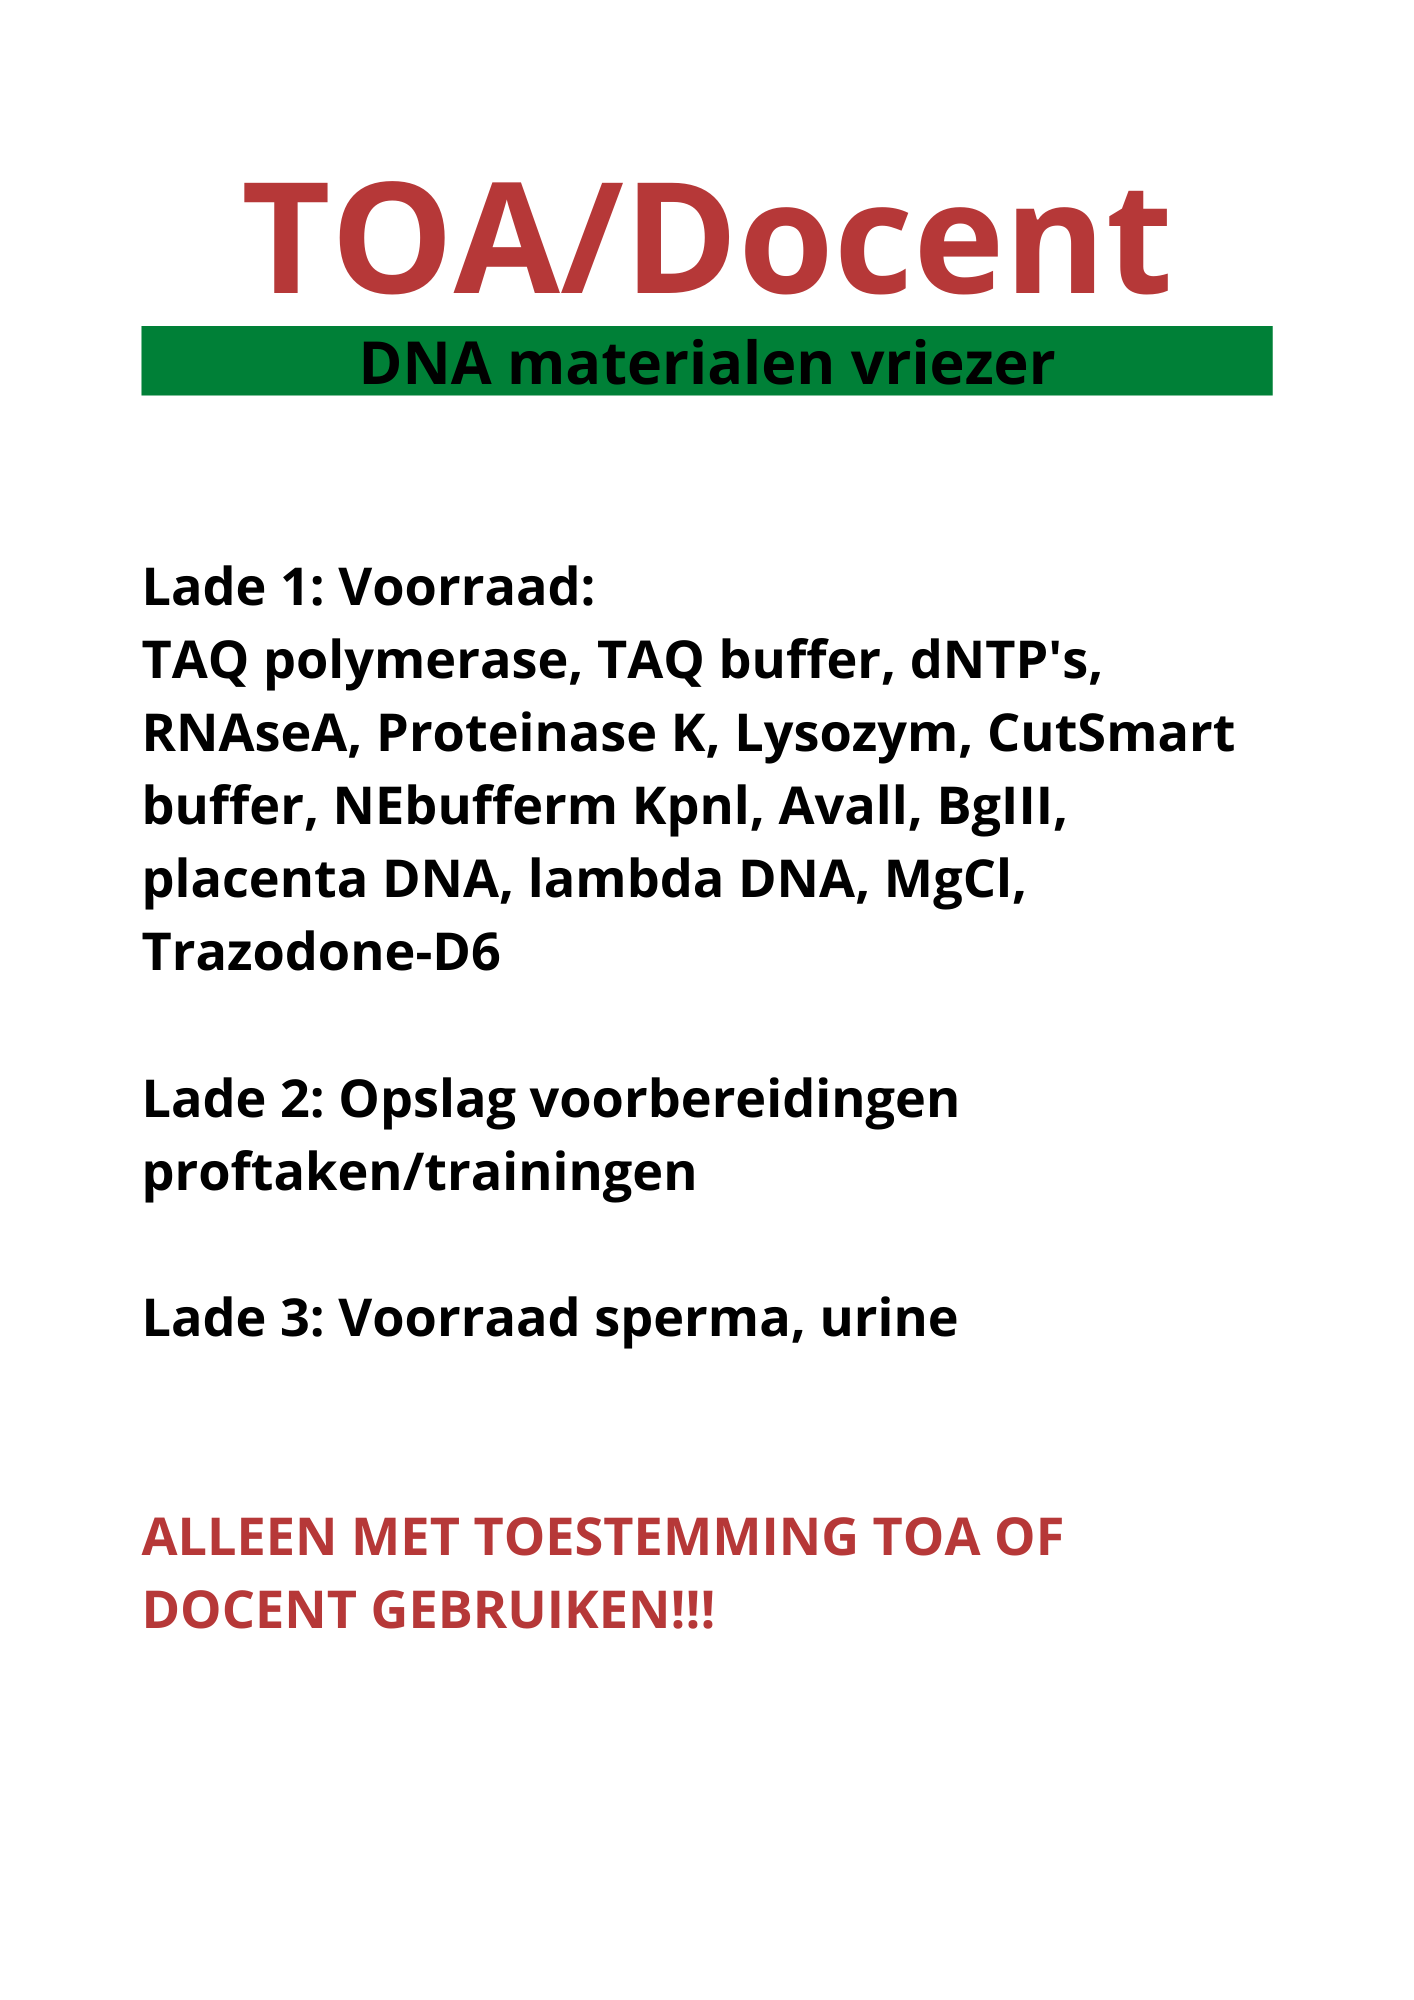 TOA/Docent
DNA materialen vriezer
Lade 1: Voorraad:
TAQ polymerase, TAQ buffer, dNTP's,
RNAseA, Proteinase K, Lysozym, CutSmart
buffer, NEbufferm Kpnl, Avall, BgIII,
placenta DNA, lambda DNA, MgCl,
Trazodone-D6
Lade 2: Opslag voorbereidingen
proftaken/trainingen
Lade 3: Voorraad sperma, urine
ALLEEN MET TOESTEMMING TOA OF
DOCENT GEBRUIKEN!!!